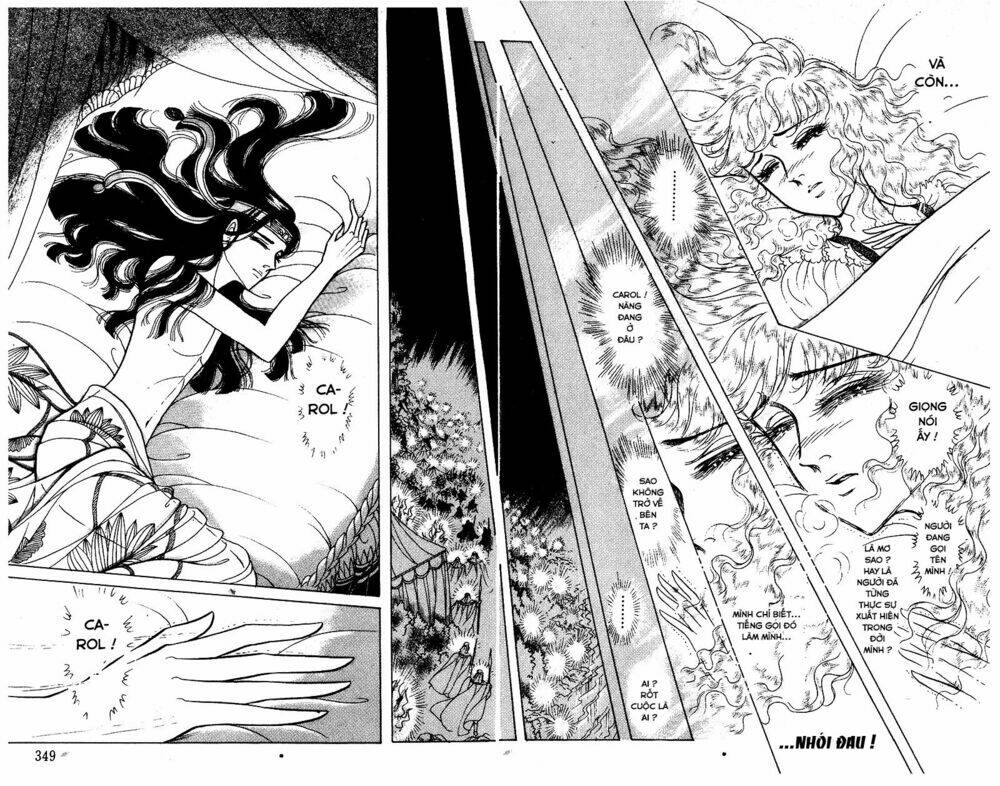 VÀ
CÒN...
GIỌNG
NÓI
ẤY !
NGƯỜI
ĐANG
GỌI
TÊN
MÌNH !
LÀ MƠ
SAO ?
HAY LÀ
NGƯỜI ĐÃ
TỪNG
THỰC SỰ
XUẤT HIỆN
TRONG
ĐỜI
MÌNH ?
MÌNH CHỈ BIẾT...
TIẾNG GỌI ĐÓ
LÀM MÌNH...
...NHÓI ĐAU !
..........
CAROL !
NÀNG
ĐANG
Ở
ĐÂU ?
SAO
KHÔNG
TRỞ VỀ
BÊN
TA ?
........
AI ?
RỐT
CUỘC LÀ
AI ?
CA-
ROL !
CA-
ROL !
349